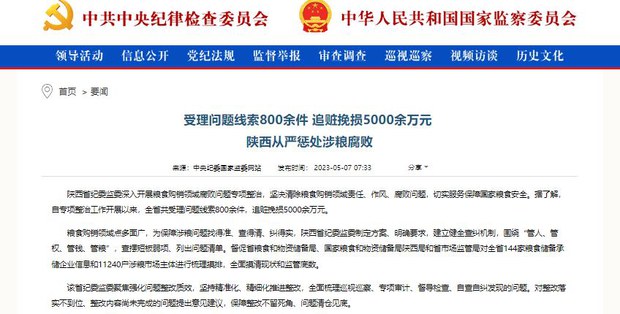 中共中央纪律检查委员会
中华人民共和国国家监察委员会
领导活动 信息公开 党纪法规 监督举报 审查调查 巡视巡察 视频访谈 历史文化
首页 > 要闻
受理问题线索800余件 追赃挽损5000余万元
陕西从严惩处涉粮腐败
来源：中央纪委国家监委网站 发布时间：2023-05-07 07:33 分享
陕西省纪委监委深入开展粮食购销领域腐败问题专项整治，坚决清除粮食购销领域责任、作风、腐败问题，切实服务保障国家粮食安全。据了解，
自专项整治工作开展以来，全省共受理问题线索800余件，追赃挽损5000余万元。
粮食购销领域点多面广，为保障涉粮问题找得准、查得清、纠得实，陕西省纪委监委制定方案、明确要求，建立健全查纠机制，围绕“管人、管
权、管钱、管粮”，查摆短板弱项、列出问题清单。督促省粮食和物资储备局、国家粮食和物资储备局陕西局和省市场监管局对全省144家粮食储备承
储企业信息和11240户涉粮市场主体进行梳理摸排，全面摸清现状和监管底数。
该省纪委监委聚焦强化问题整改质效，坚持精准化、精细化推进整改，全面梳理巡视巡察、专项审计、督导检查、自查自纠发现的问题。对整改落
实不到位、整改内容尚未完成的问题提出意见建议，保障整改不留死角、问题清仓见底。